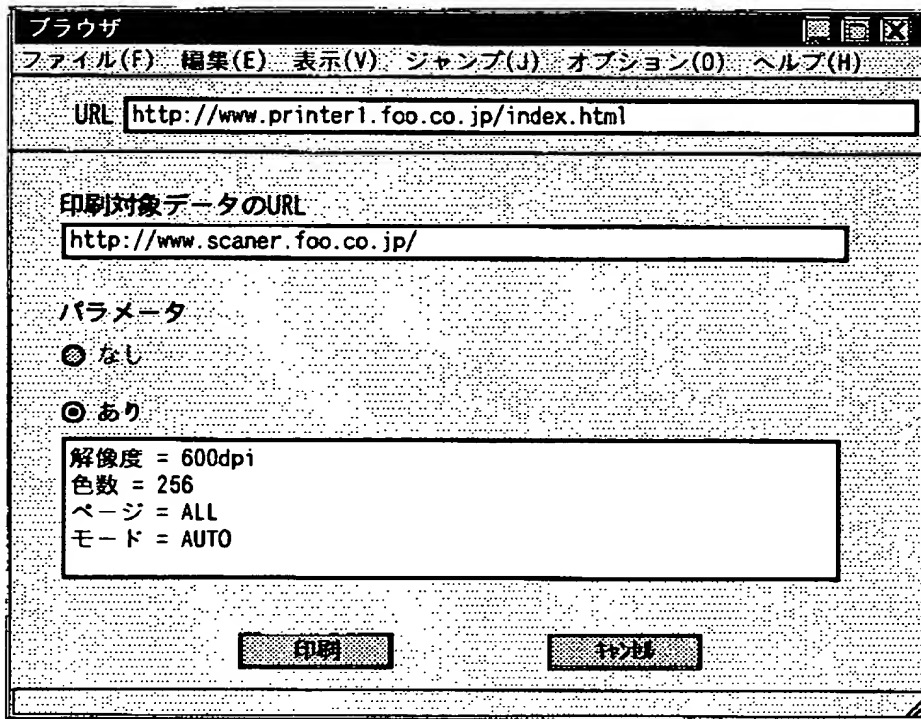 ブラウザ
ファイル(F) 編集(E) 表示(V) ジャンプ(J) オプション(O) ヘルプ(H)
URL http://www.printer1.foo.co.jp/index.html
印刷対象データのURL
http://www.scaner.foo.co.jp/
パラメータ
なし
あり
解像度 = 600dpi
色数 = 256
ページ = ALL
モード = AUTO
印刷 ｷｬﾝｾﾙ